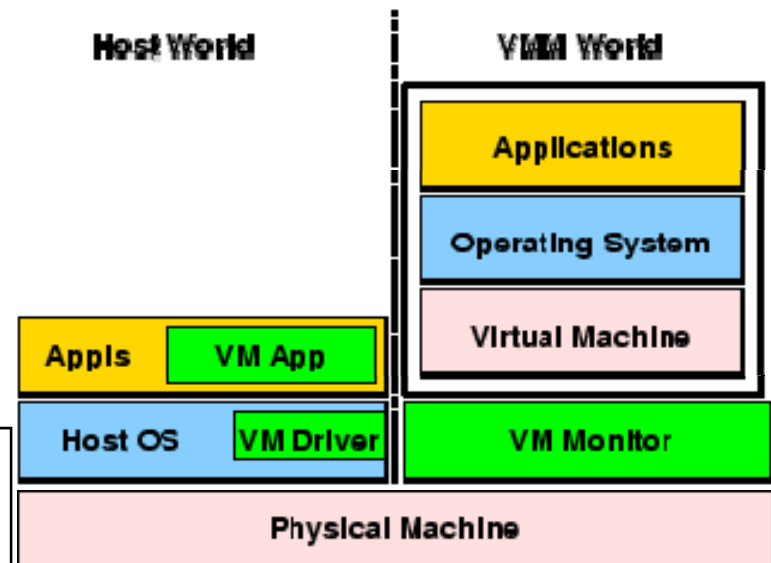 Host World
VMM World
Applications
Operating System
Virtual Machine
Appls
VM App
Host OS
VM Driver
VM Monitor
Physical Machine